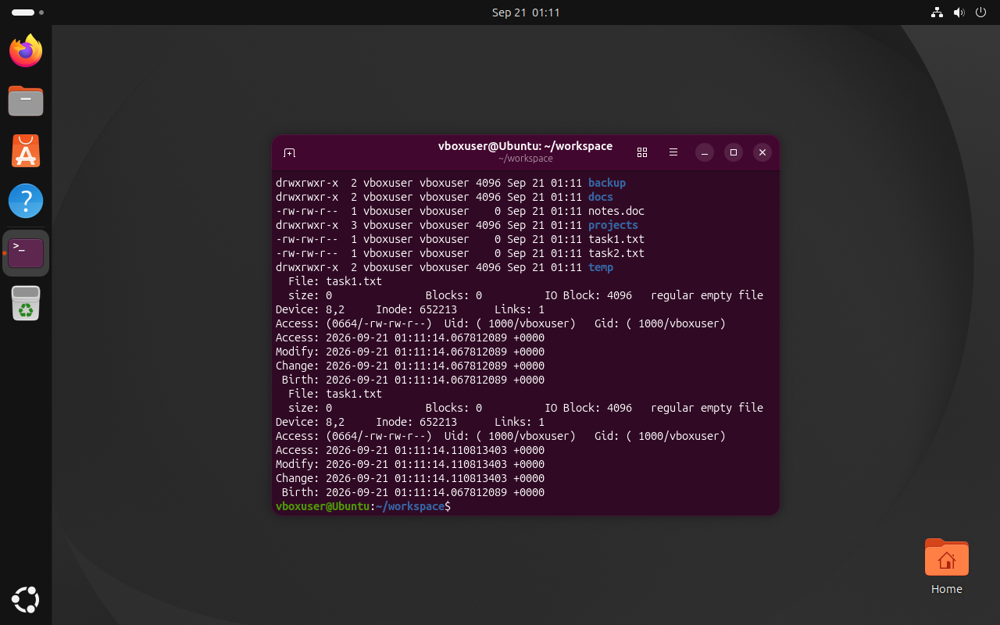 Sep 21 01:11
vboxuser@Ubuntu: ~/workspace
~/workspace
drwxrwxr-x  2 vboxuser vboxuser 4096 Sep 21 01:11 backup
drwxrwxr-x  2 vboxuser vboxuser 4096 Sep 21 01:11 docs
-rw-rw-r--  1 vboxuser vboxuser    0 Sep 21 01:11 notes.doc
drwxrwxr-x  3 vboxuser vboxuser 4096 Sep 21 01:11 projects
-rw-rw-r--  1 vboxuser vboxuser    0 Sep 21 01:11 task1.txt
-rw-rw-r--  1 vboxuser vboxuser    0 Sep 21 01:11 task2.txt
drwxrwxr-x  2 vboxuser vboxuser 4096 Sep 21 01:11 temp
  File: task1.txt
  size: 0               Blocks: 0          IO Block: 4096   regular empty file
Device: 8,2     Inode: 652213      Links: 1
Access: (0664/-rw-rw-r--)  Uid: ( 1000/vboxuser)   Gid: ( 1000/vboxuser)
Access: 2026-09-21 01:11:14.067812089 +0000
Modify: 2026-09-21 01:11:14.067812089 +0000
Change: 2026-09-21 01:11:14.067812089 +0000
 Birth: 2026-09-21 01:11:14.067812089 +0000
  File: task1.txt
  size: 0               Blocks: 0          IO Block: 4096   regular empty file
Device: 8,2     Inode: 652213      Links: 1
Access: (0664/-rw-rw-r--)  Uid: ( 1000/vboxuser)   Gid: ( 1000/vboxuser)
Access: 2026-09-21 01:11:14.110813403 +0000
Modify: 2026-09-21 01:11:14.110813403 +0000
Change: 2026-09-21 01:11:14.110813403 +0000
 Birth: 2026-09-21 01:11:14.067812089 +0000
vboxuser@Ubuntu:~/workspace$
Home